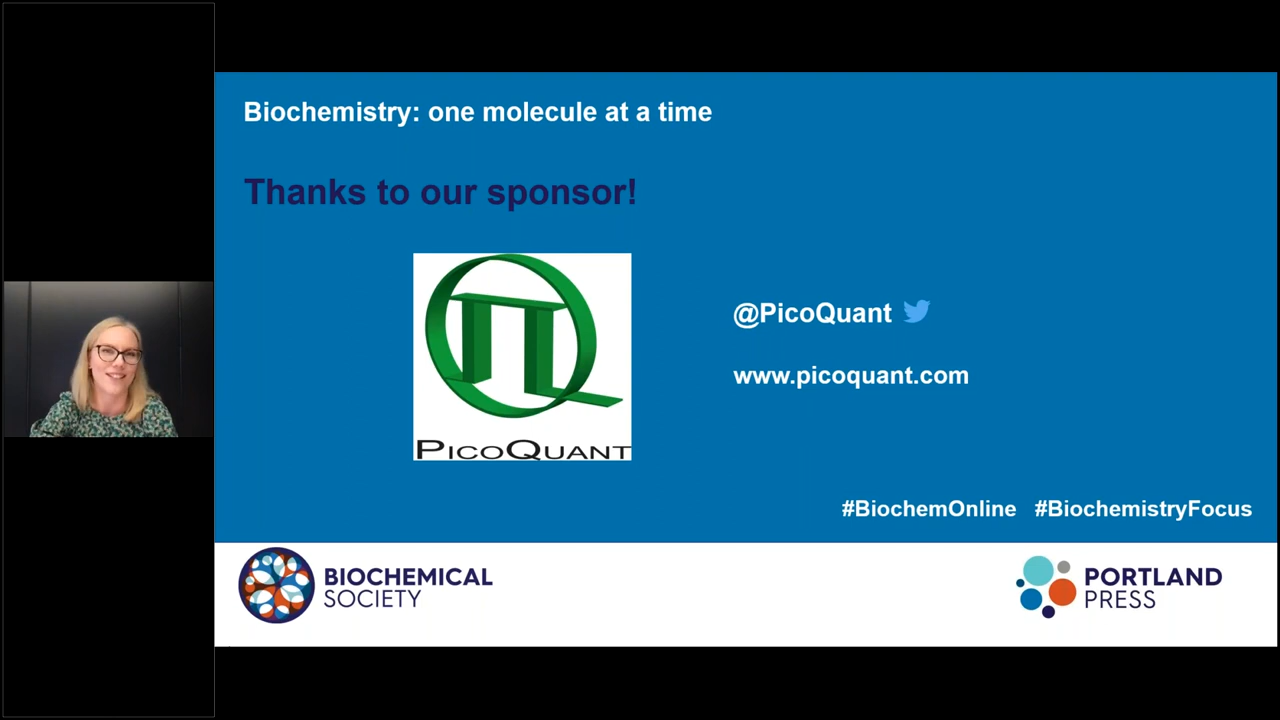 Biochemistry: one molecule at a time
Thanks to our sponsor!
PICOQUANT
@PicoQuant
www.picoquant.com
#BiochemOnline #BiochemistryFocus
BIOCHEMICAL
SOCIETY
PORTLAND
PRESS